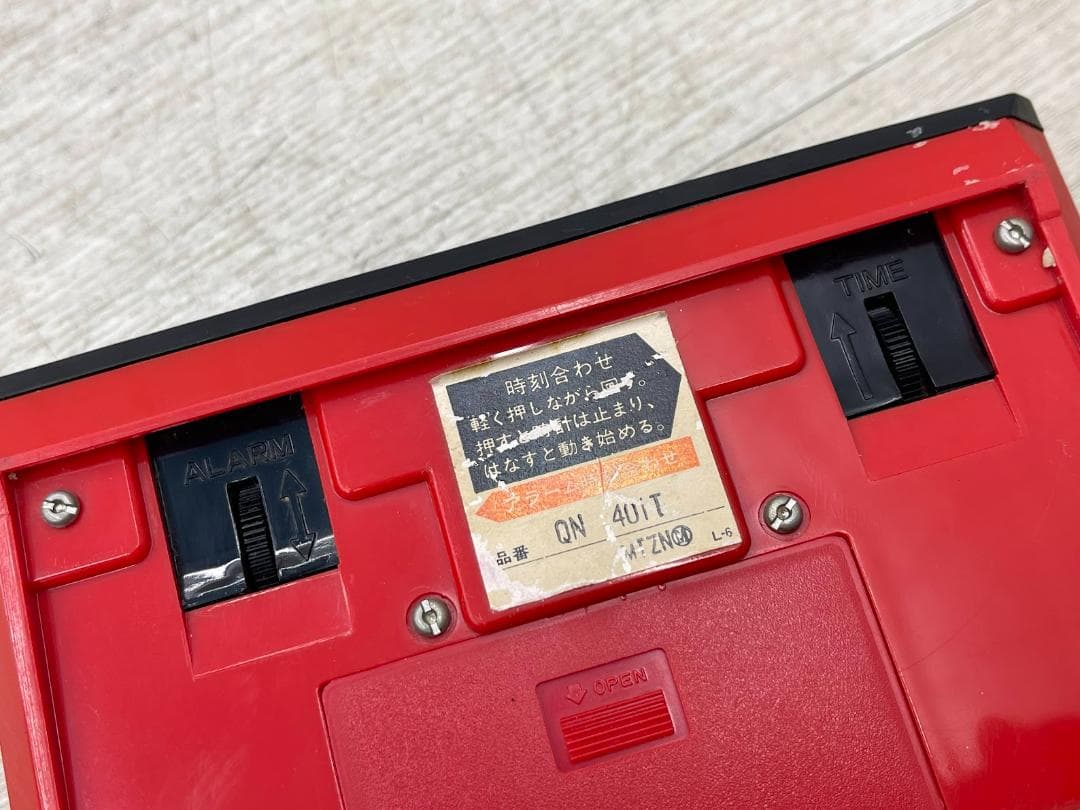 TIME
時刻合わせ
軽く押しながら回す。
押すと時計は止まり、
はなすと動き始める。
ALARM
品番 QN 401T
L-6
OPEN